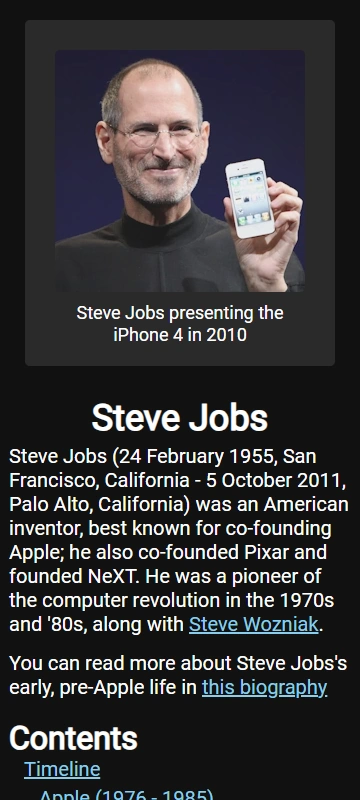 Steve Jobs presenting the
iPhone 4 in 2010
Steve Jobs
Steve Jobs (24 February 1955, San
Francisco, California - 5 October 2011,
Palo Alto, California) was an American
inventor, best known for co-founding
Apple; he also co-founded Pixar and
founded NeXT. He was a pioneer of
the computer revolution in the 1970s
and '80s, along with Steve Wozniak.
You can read more about Steve Jobs's
early, pre-Apple life in this biography
Contents
Timeline
Apple (1976 - 1985)